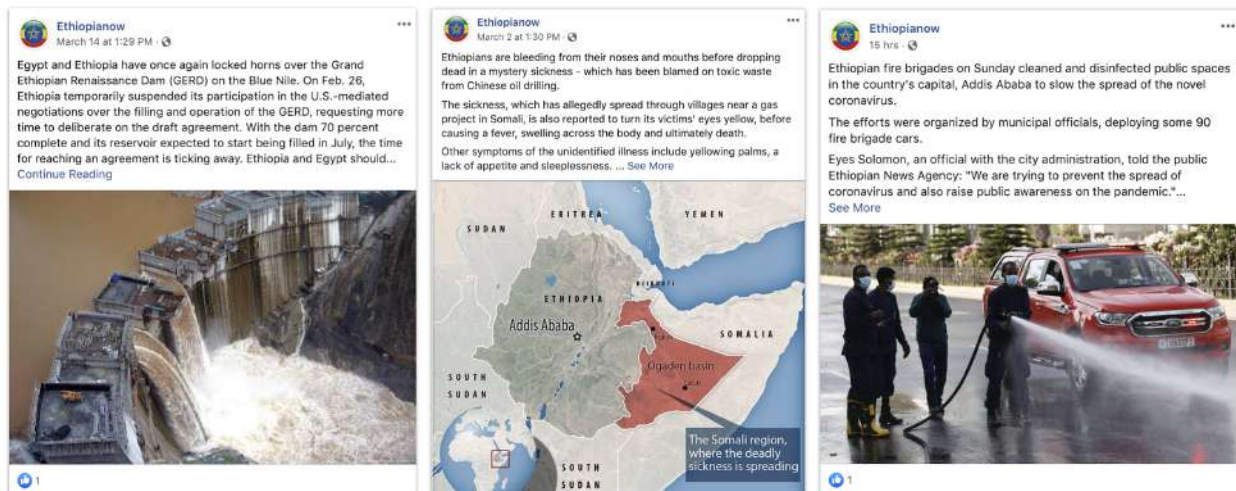 Ethiopianow
March 14 at 1:29 PM ·
Egypt and Ethiopia have once again locked horns over the Grand
Ethiopian Renaissance Dam (GERD) on the Blue Nile. On Feb. 26,
Ethiopia temporarily suspended its participation in the U.S.-mediated
negotiations over the filling and operation of the GERD, requesting more
time to deliberate on the draft agreement. With the dam 70 percent
complete and its reservoir expected to start being filled in July, the time
for reaching an agreement is ticking away. Ethiopia and Egypt should...
Continue Reading
1
Ethiopianow
March 2 at 1:30 PM ·
Ethiopians are bleeding from their noses and mouths before dropping
dead in a mystery sickness – which has been blamed on toxic waste
from Chinese oil drilling.
The sickness, which has allegedly spread through villages near a gas
project in Somali, is also reported to turn its victims' eyes yellow, before
causing a fever, swelling across the body and ultimately death.
Other symptoms of the unidentified illness include yellowing palms, a
lack of appetite and sleeplessness. ... See More
ERITREA
YEMEN
SUDAN
DJIBOUTI
ETHIOPIA
Addis Ababa
SOMALIA
Ogaden basin
SOUTH
SUDAN
The Somali region,
where the deadly
sickness is spreading
SOUTH
SUDAN
Ethiopianow
15 hrs ·
Ethiopian fire brigades on Sunday cleaned and disinfected public spaces
in the country's capital, Addis Ababa to slow the spread of the novel
coronavirus.
The efforts were organized by municipal officials, deploying some 90
fire brigade cars.
Eyes Solomon, an official with the city administration, told the public
Ethiopian News Agency: "We are trying to prevent the spread of
coronavirus and also raise public awareness on the pandemic."...
See More
1